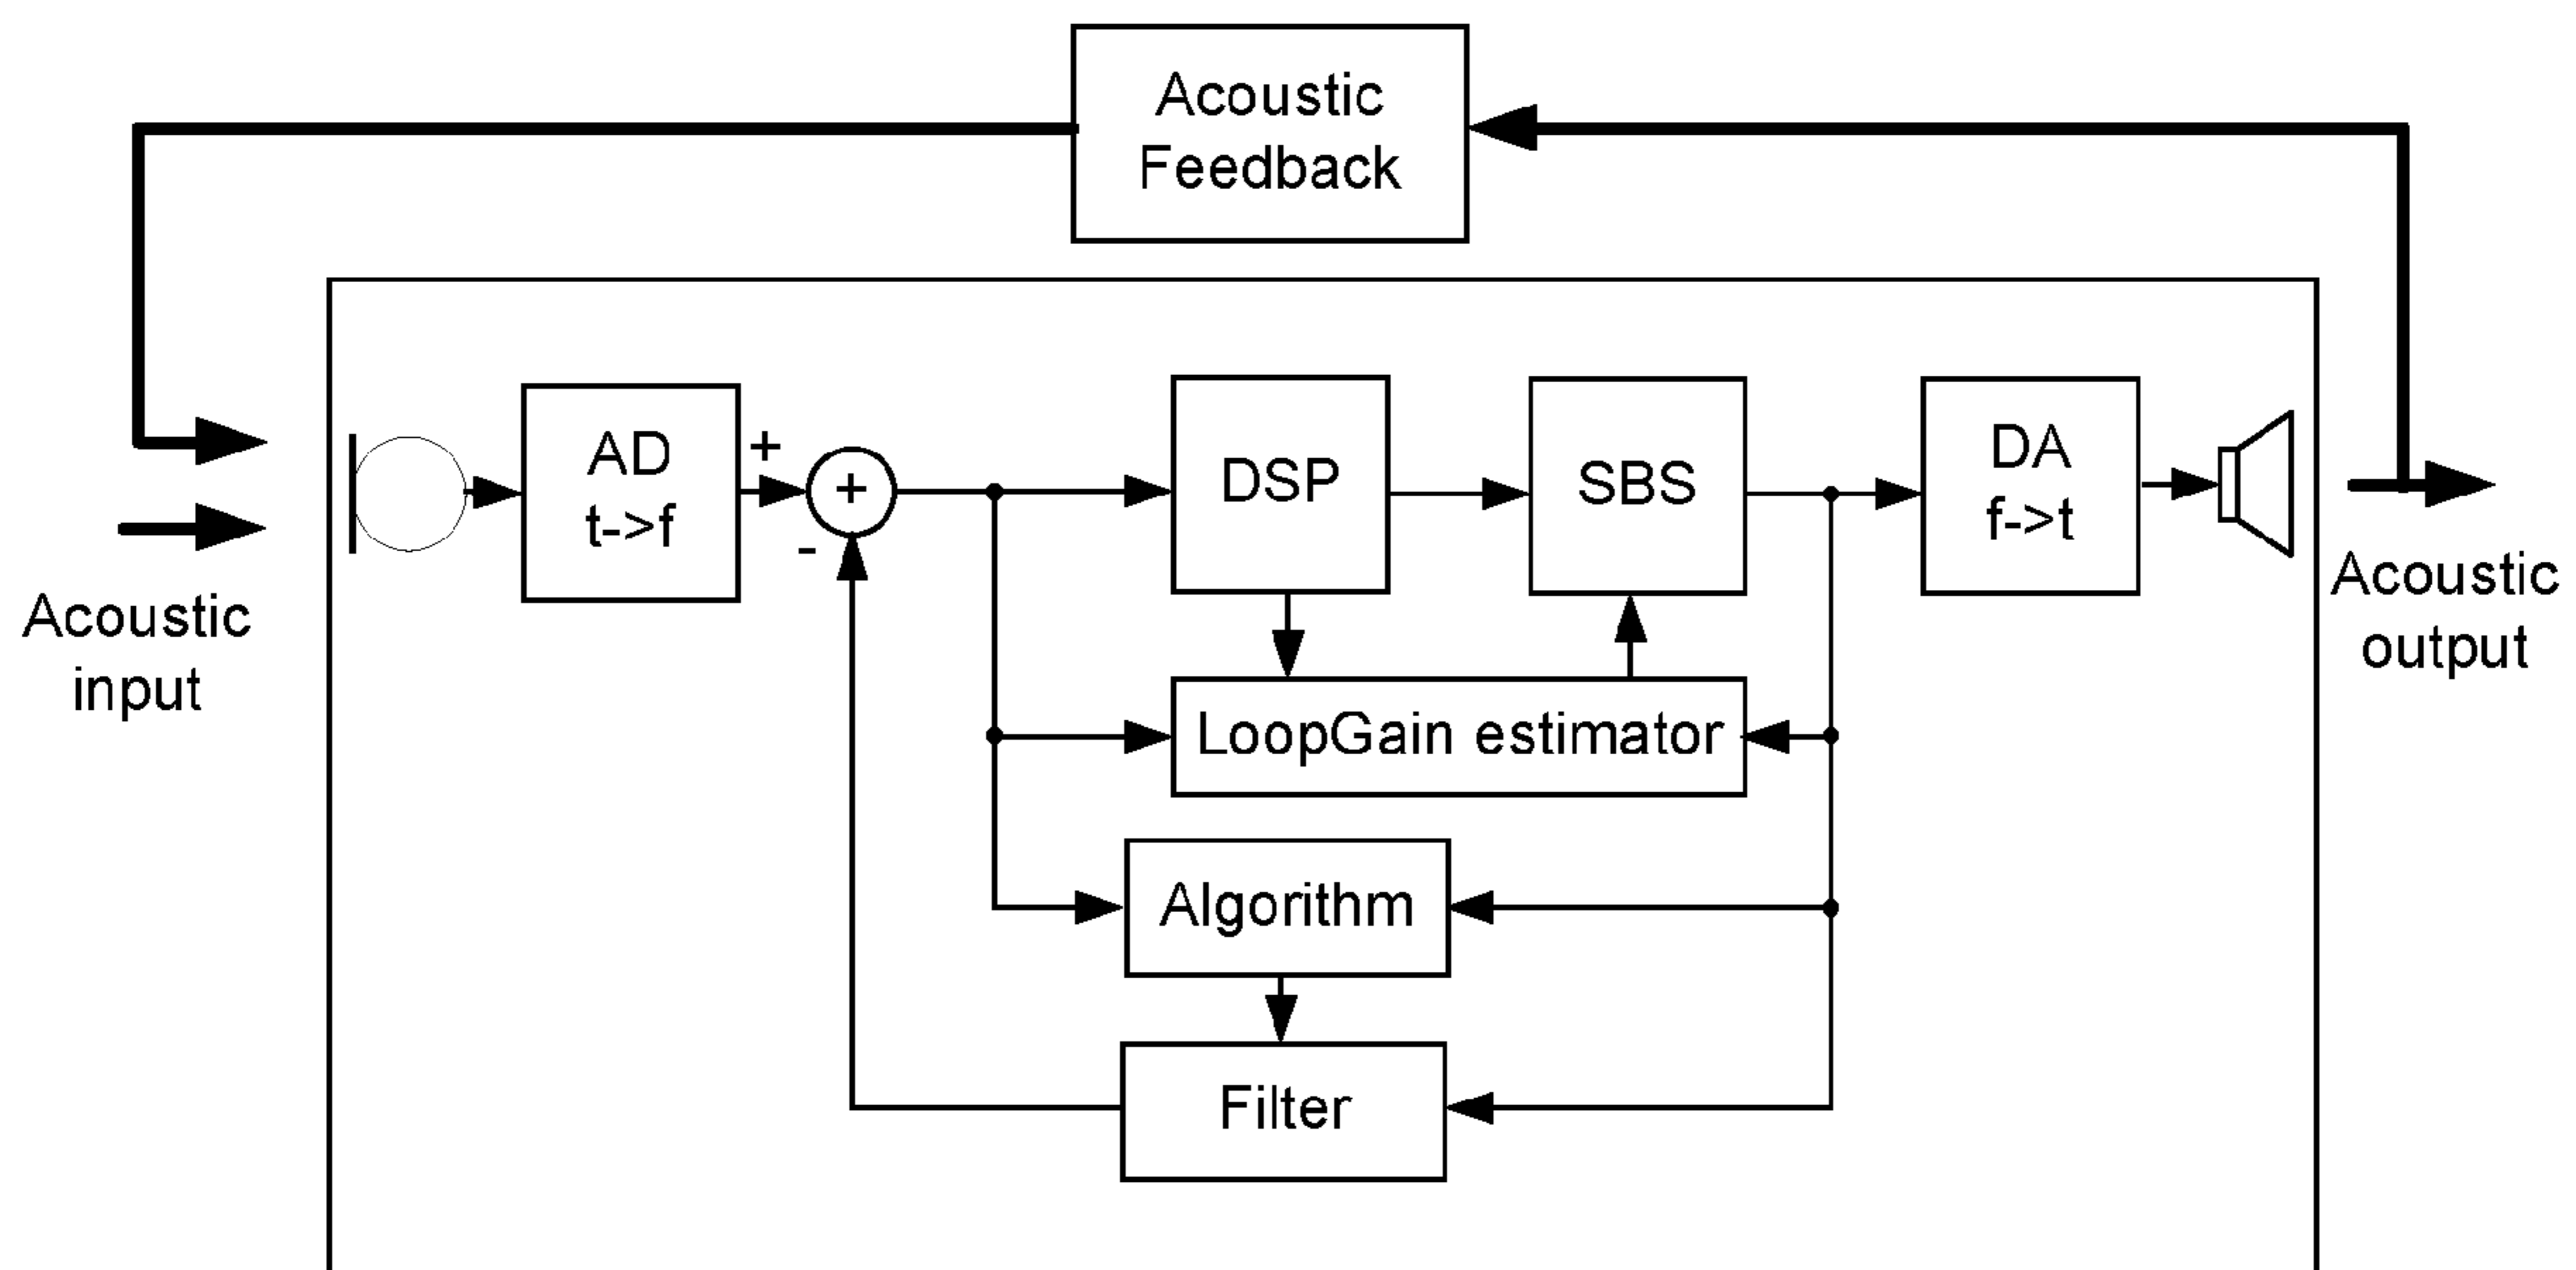 Acoustic
Feedback
AD
t->f
+
+
-
DSP
SBS
DA
f->t
Acoustic
input
Acoustic
output
LoopGain estimator
Algorithm
Filter